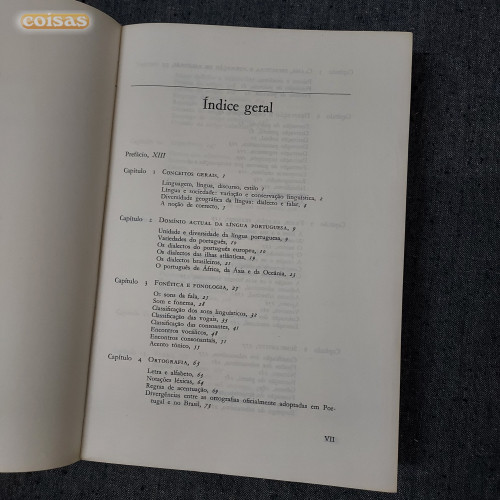 coisas
Índice geral
Prefácio, XIII
Capítulo 1 CONCEITOS GERAIS, 1
Linguagem, língua, discurso, estilo 1
Língua e sociedade: variação e conservação linguística, 2
Diversidade geográfica da língua: dialecto e falar, 4
A noção de correcto, 5
Capítulo 2 DOMÍNIO ACTUAL DA LÍNGUA PORTUGUESA, 9
Unidade e diversidade da língua portuguesa, 9
Variedades do português, 10
Os dialectos do português europeu, 10
Os dialectos das ilhas atlânticas, 19
Os dialectos brasileiros, 21
O português de África, da Ásia e da Oceânia, 23
Capítulo 3 FONÉTICA E FONOLOGIA, 25
Os sons da fala, 25
Som e fonema, 28
Classificação dos sons linguísticos, 32
Classificação das vogais, 35
Classificação das consoantes, 41
Encontros vocálicos, 48
Encontros consonantais, 51
Acento tónico, 55
Capítulo 4 ORTOGRAFIA, 63
Letra e alfabeto, 63
Notações léxicas, 64
Regras de acentuação, 69
Divergências entre as ortografias oficialmente adoptadas em Por-
tugal e no Brasil, 73
VII